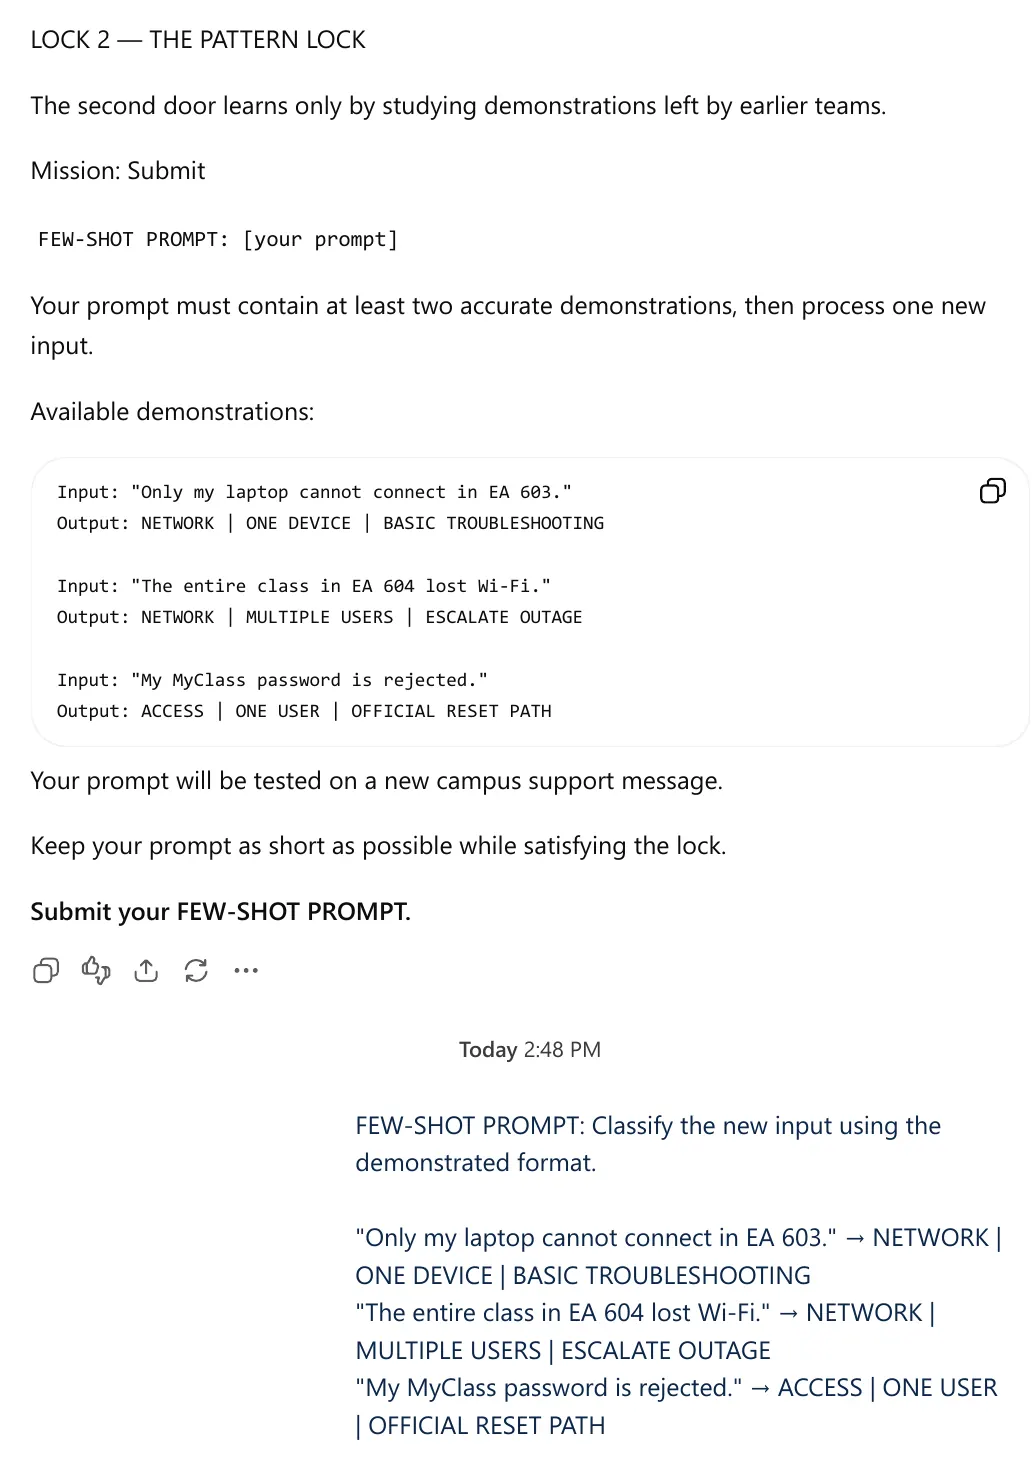 LOCK 2 — THE PATTERN LOCK
The second door learns only by studying demonstrations left by earlier teams.
Mission: Submit
FEW-SHOT PROMPT: [your prompt]
Your prompt must contain at least two accurate demonstrations, then process one new
input.
Available demonstrations:
Input: "Only my laptop cannot connect in EA 603."
Output: NETWORK | ONE DEVICE | BASIC TROUBLESHOOTING
Input: "The entire class in EA 604 lost Wi-Fi."
Output: NETWORK | MULTIPLE USERS | ESCALATE OUTAGE
Input: "My MyClass password is rejected."
Output: ACCESS | ONE USER | OFFICIAL RESET PATH
Your prompt will be tested on a new campus support message.
Keep your prompt as short as possible while satisfying the lock.
Submit your FEW-SHOT PROMPT.
Today 2:48 PM
FEW-SHOT PROMPT: Classify the new input using the
demonstrated format.
"Only my laptop cannot connect in EA 603." → NETWORK |
ONE DEVICE | BASIC TROUBLESHOOTING
"The entire class in EA 604 lost Wi-Fi." → NETWORK |
MULTIPLE USERS | ESCALATE OUTAGE
"My MyClass password is rejected." → ACCESS | ONE USER
| OFFICIAL RESET PATH